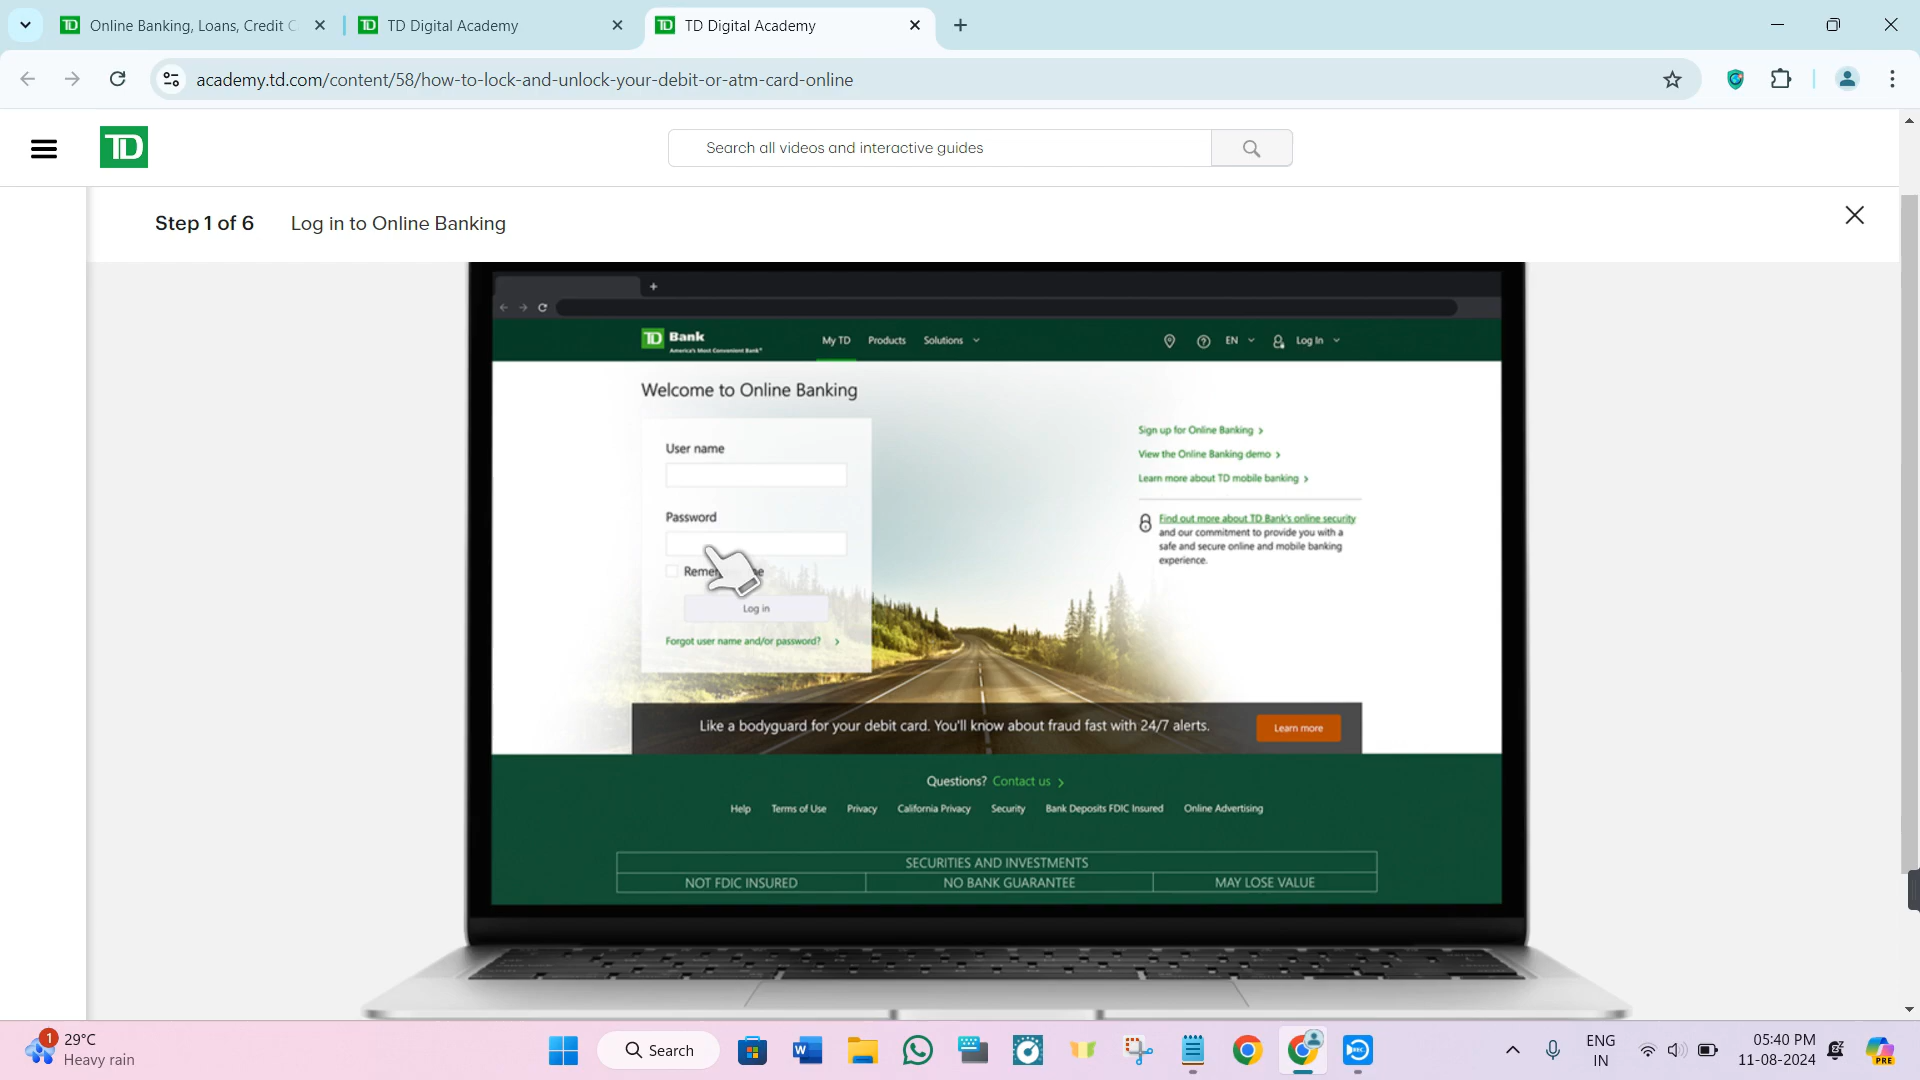 Online Banking, Loans, Credit C
TD Digital Academy
TD Digital Academy
academy.td.com/content/58/how-to-lock-and-unlock-your-debit-or-atm-card-online
TD
Search all videos and interactive guides
Step 1 of 6 Log in to Online Banking
TD Bank
America's Most Convenient Bank®
My TD Products Solutions EN Log In
Welcome to Online Banking
User name
Password
Log in
Forgot user name and/or password? >
Sign up for Online Banking >
View the Online Banking demo >
Learn more about TD mobile banking >
Find out more about TD Bank's online security
and our commitment to provide you with a
safe and secure online and mobile banking
experience.
Like a bodyguard for your debit card. You'll know about fraud fast with 24/7 alerts. Learn more
Questions? Contact us >
Help Terms of Use Privacy California Privacy Security Bank Deposits FDIC Insured Online Advertising
SECURITIES AND INVESTMENTS
NOT FDIC INSURED NO BANK GUARANTEE MAY LOSE VALUE
1
29°C
Heavy rain
Search
ENG
IN
05:40 PM
11-08-2024
PRE